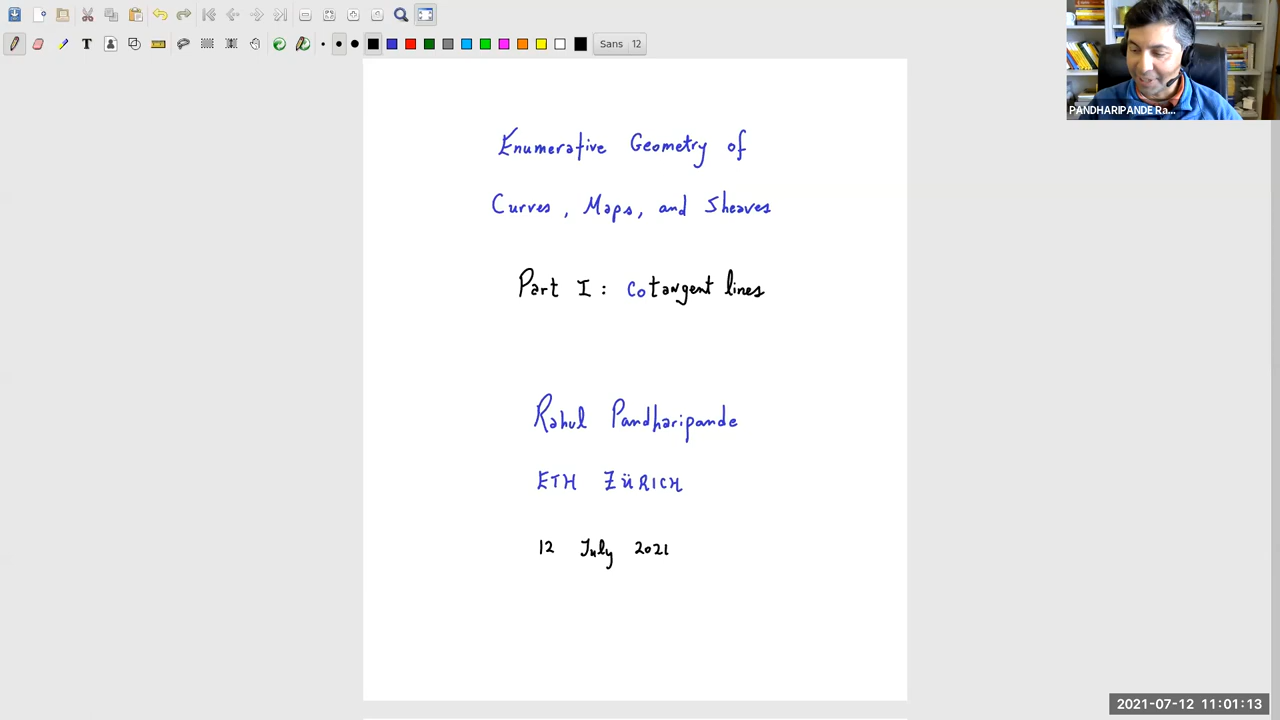 Sans 12
PANDHARIPANDE Ra...
Enumerative Geometry of
Curves, Maps, and Sheaves
Part I: Cotangent lines
Rahul Pandharipande
ETH ZüRICH
12 July 2021
2021-07-12 11:01:13